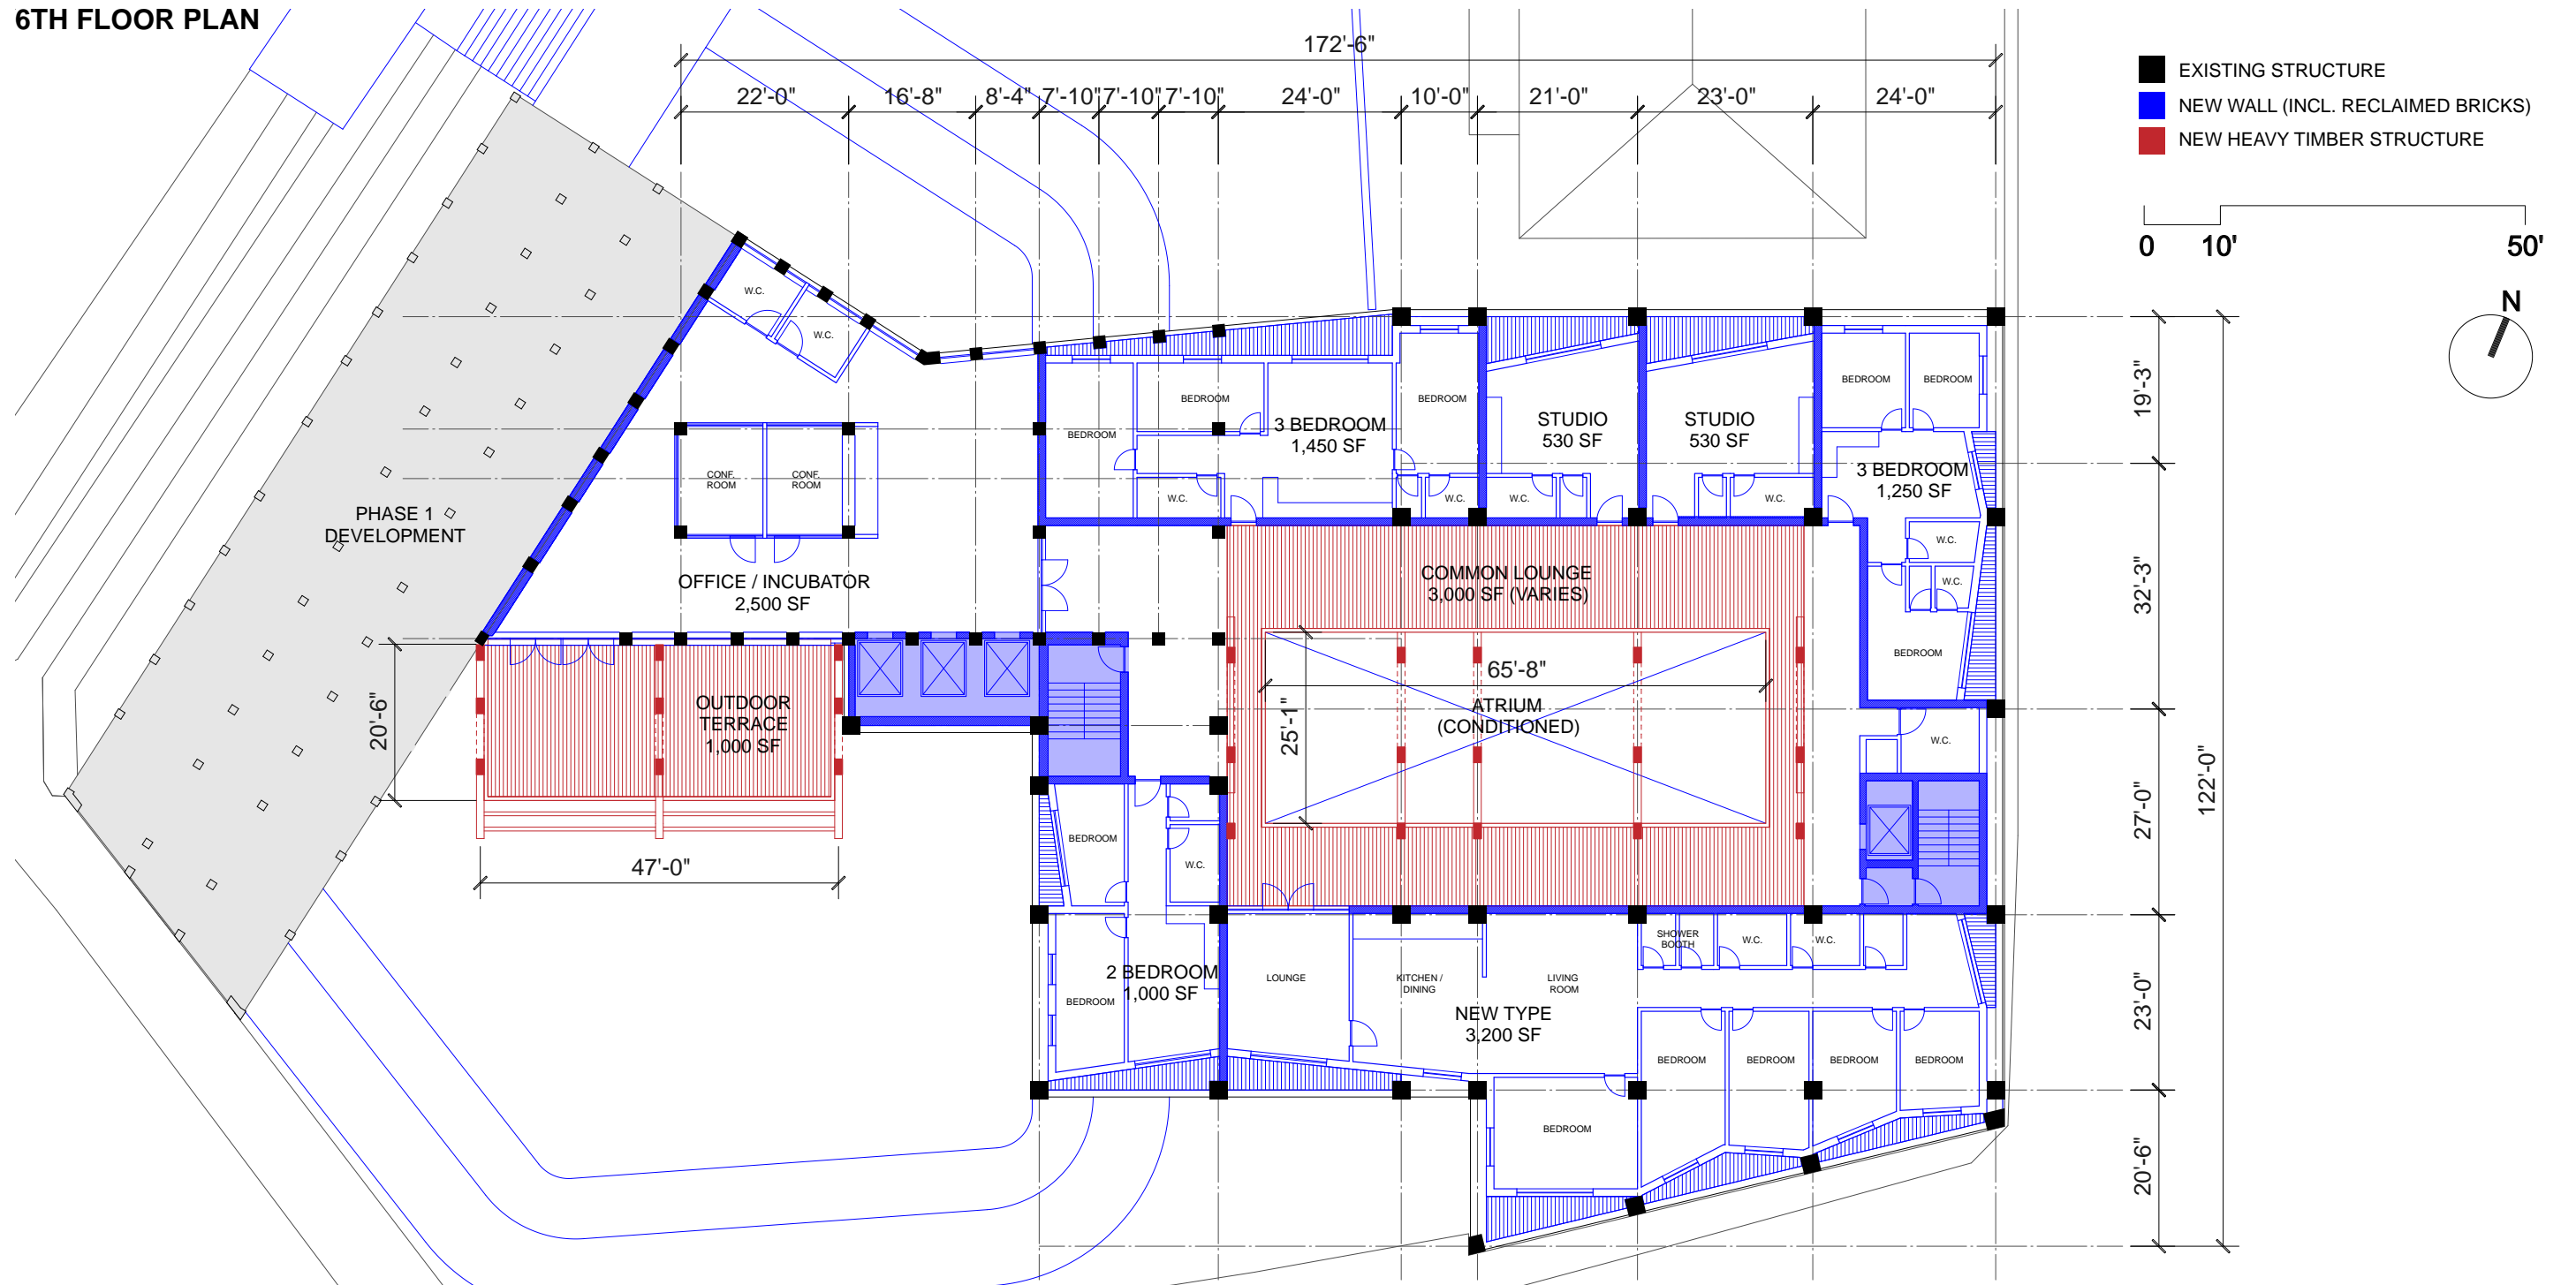 6TH FLOOR PLAN
172'-6"
22'-0"
16'-8"
8'-4"
7'-10"
7'-10"
7'-10"
24'-0"
10'-0"
21'-0"
23'-0"
24'-0"
EXISTING STRUCTURE
NEW WALL (INCL. RECLAIMED BRICKS)
NEW HEAVY TIMBER STRUCTURE
0 10' 50'
N
W.C.
W.C.
BEDROOM
BEDROOM
BEDROOM
3 BEDROOM
1,450 SF
BEDROOM
STUDIO
530 SF
STUDIO
530 SF
BEDROOM
BEDROOM
19'-3"
CONF.
ROOM
CONF.
ROOM
W.C.
W.C.
W.C.
W.C.
3 BEDROOM
1,250 SF
PHASE 1
DEVELOPMENT
W.C.
W.C.
BEDROOM
32'-3"
OFFICE / INCUBATOR
2,500 SF
COMMON LOUNGE
3,000 SF (VARIES)
65'-8"
ATRIUM
(CONDITIONED)
25'-1"
OUTDOOR
TERRACE
1,000 SF
20'-6"
47'-0"
W.C.
27'-0"
122'-0"
BEDROOM
W.C.
BEDROOM
2 BEDROOM
1,000 SF
LOUNGE
KITCHEN /
DINING
LIVING
ROOM
SHOWER
BOOTH
W.C.
W.C.
NEW TYPE
3,200 SF
23'-0"
BEDROOM
BEDROOM
BEDROOM
BEDROOM
BEDROOM
20'-6"